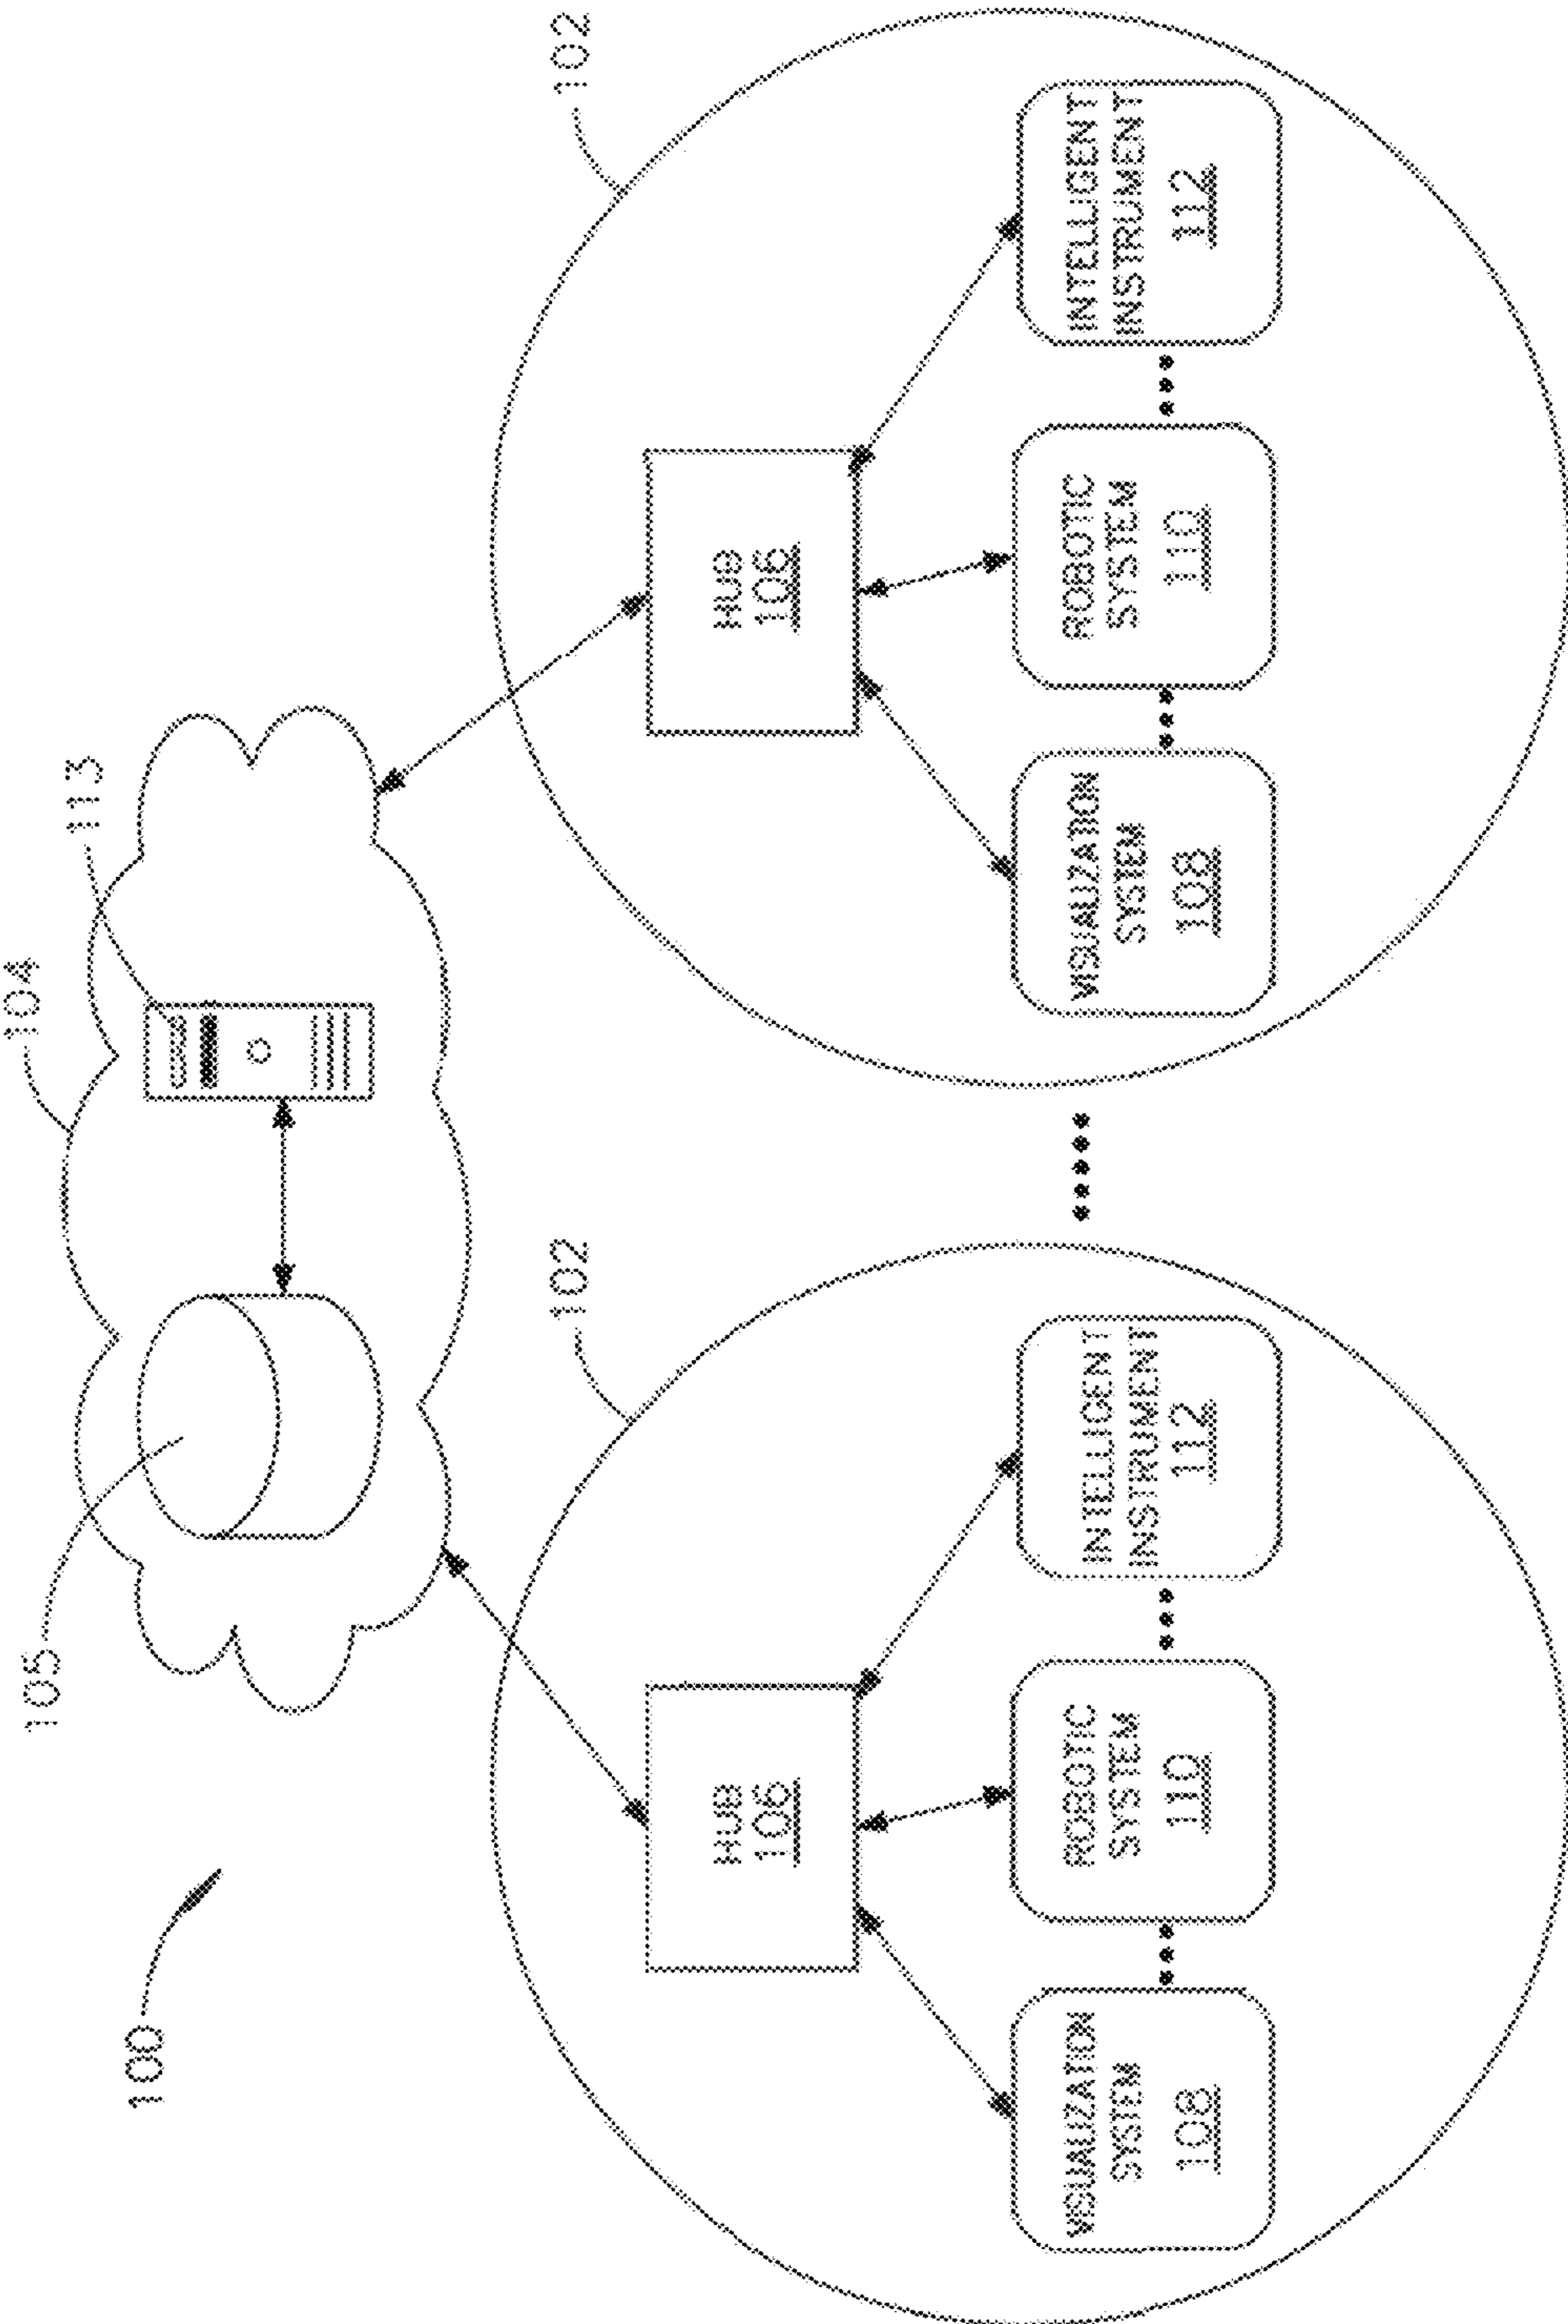 100
105
104
113
102
HUB
106
VISUALIZATION
SYSTEM
108
ROBOTIC
SYSTEM
110
INTELLIGENT
INSTRUMENT
112
102
HUB
106
VISUALIZATION
SYSTEM
108
ROBOTIC
SYSTEM
110
INTELLIGENT
INSTRUMENT
112